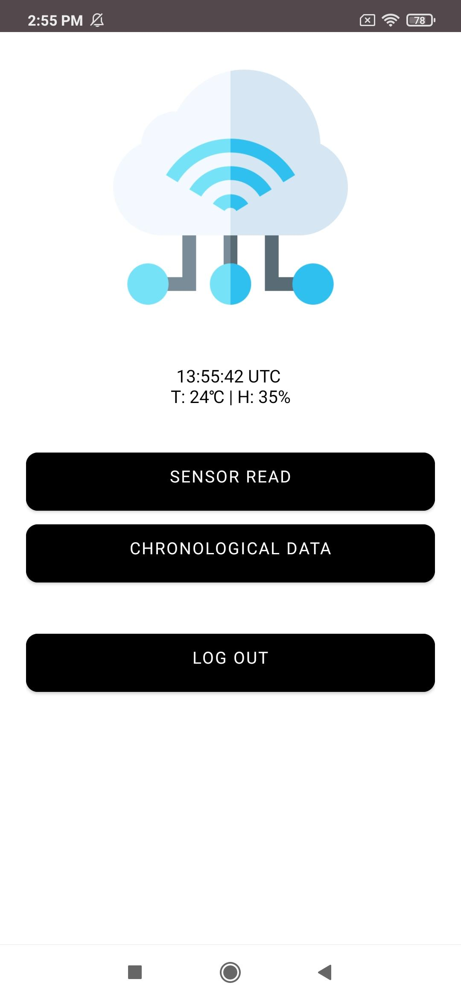 2:55 PM
78
13:55:42 UTC
T: 24℃ | H: 35%
SENSOR READ
CHRONOLOGICAL DATA
LOG OUT